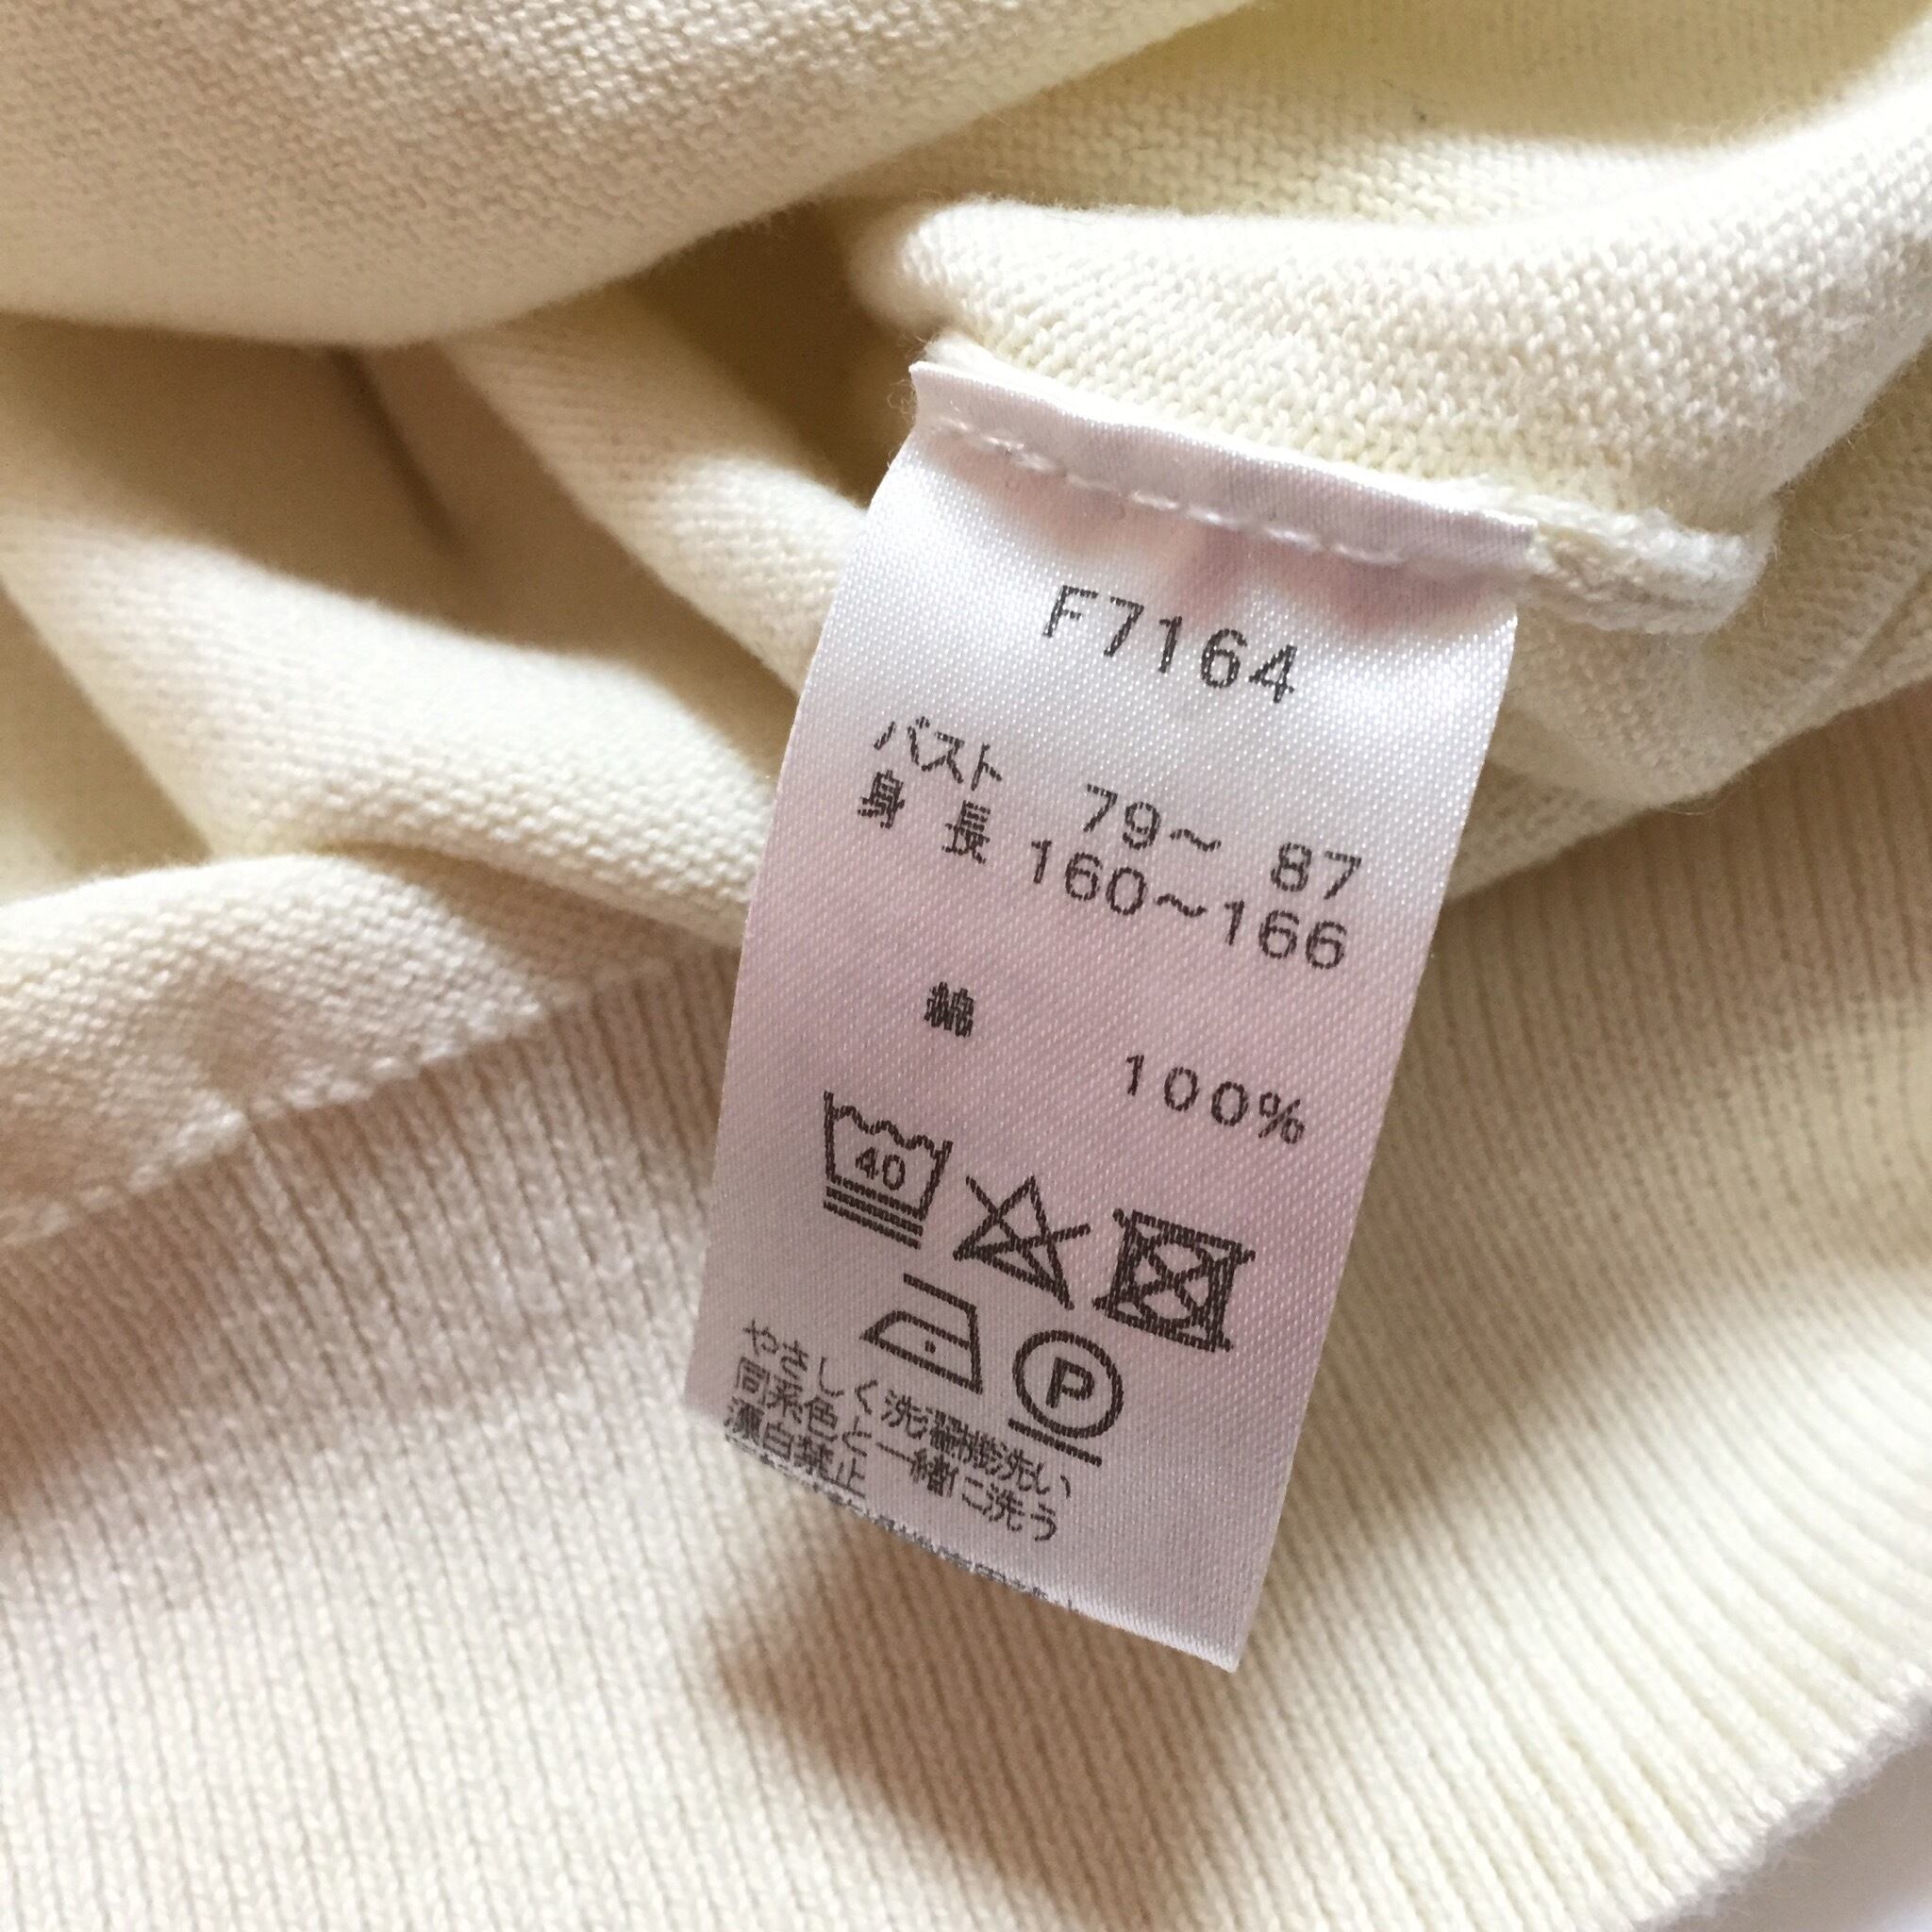 F7164
バスト 79～ 87
身 長 160～166
綿 100%
40
P
やさしく洗濯機洗い
同系色と一緒に洗う
漂白禁止